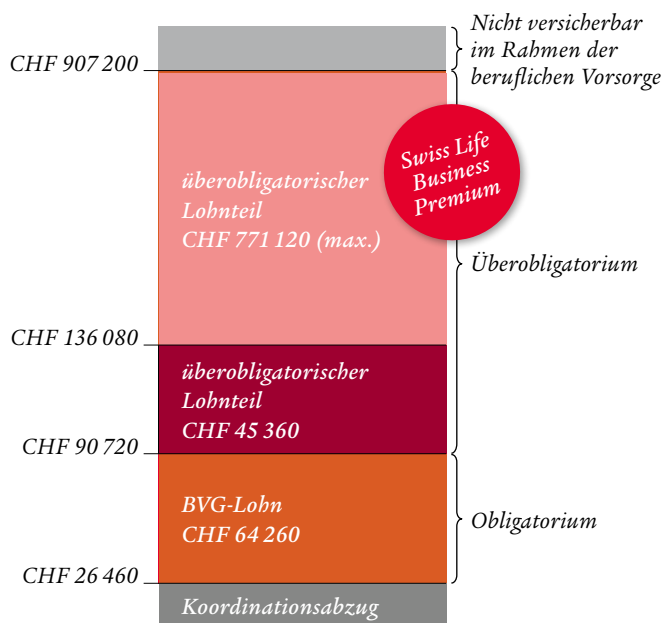 Nicht versicherbar
im Rahmen der
beruflichen Vorsorge
CHF 907 200
Swiss Life
Business
Premium
überobligatorischer
Lohnteil
CHF 771 120 (max.)
Überobligatorium
CHF 136 080
überobligatorischer
Lohnteil
CHF 45 360
CHF 90 720
BVG-Lohn
CHF 64 260
Obligatorium
CHF 26 460
Koordinationsabzug